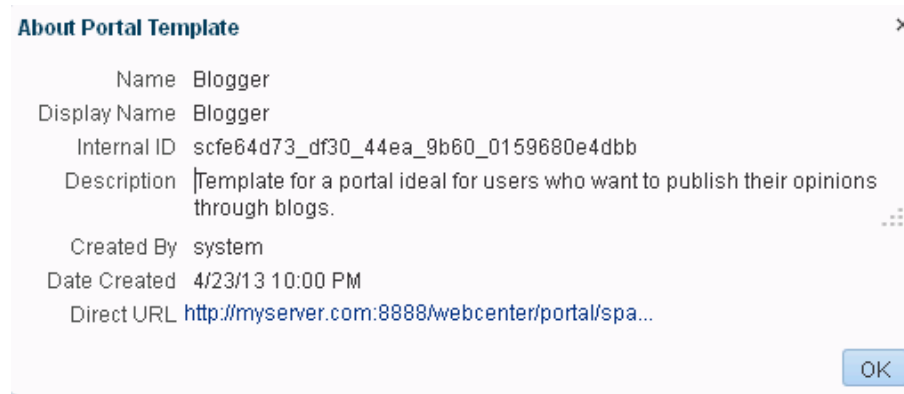 About Portal Template
Name Blogger
Display Name Blogger
Internal ID scfe64d73_df30_44ea_9b60_0159680e4dbb
Description Template for a portal ideal for users who want to publish their opinions
through blogs.
Created By system
Date Created 4/23/13 10:00 PM
Direct URL http://myserver.com:8888/webcenter/portal/spa...
OK